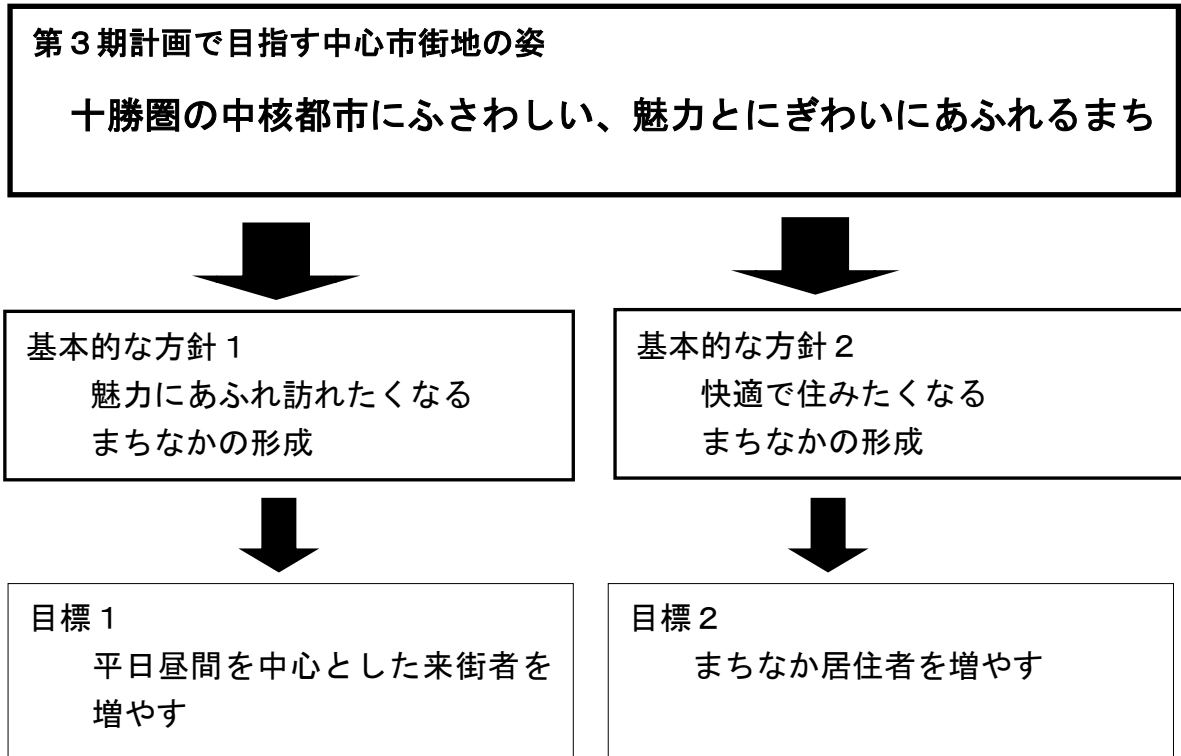 第３期計画で目指す中心市街地の姿
十勝圏の中核都市にふさわしい、魅力とにぎわいにあふれるまち
基本的な方針１
魅力にあふれ訪れたくなる
まちなかの形成
基本的な方針２
快適で住みたくなる
まちなかの形成
目標１
平日昼間を中心とした来街者を
増やす
目標２
まちなか居住者を増やす